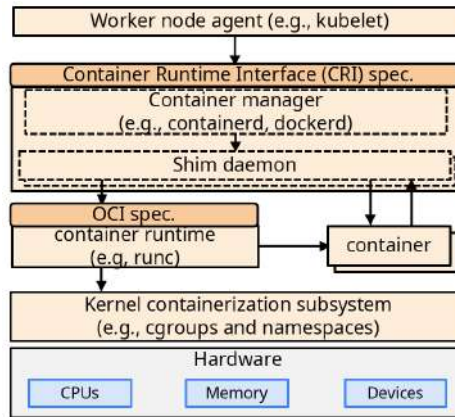 Worker node agent (e.g., kubelet)
Container Runtime Interface (CRI) spec.
Container manager
(e.g., containerd, dockerd)
Shim daemon
OCI spec.
container runtime
(e.g, runc)
container
Kernel containerization subsystem
(e.g., cgroups and namespaces)
Hardware
CPUs
Memory
Devices